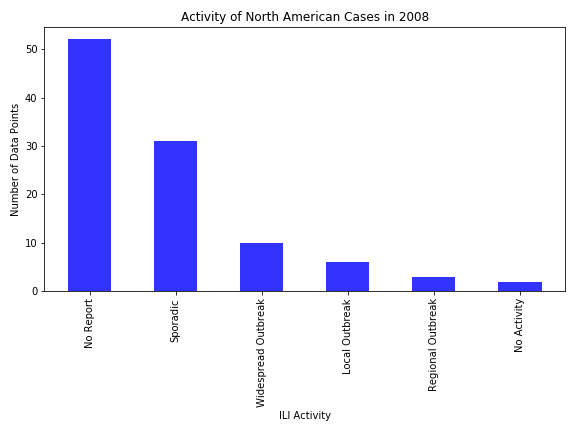 Activity of North American Cases in 2008
Number of Data Points
50
40
30
20
10
0
No Report
Sporadic
Widespread Outbreak
Local Outbreak
Regional Outbreak
No Activity
ILI Activity